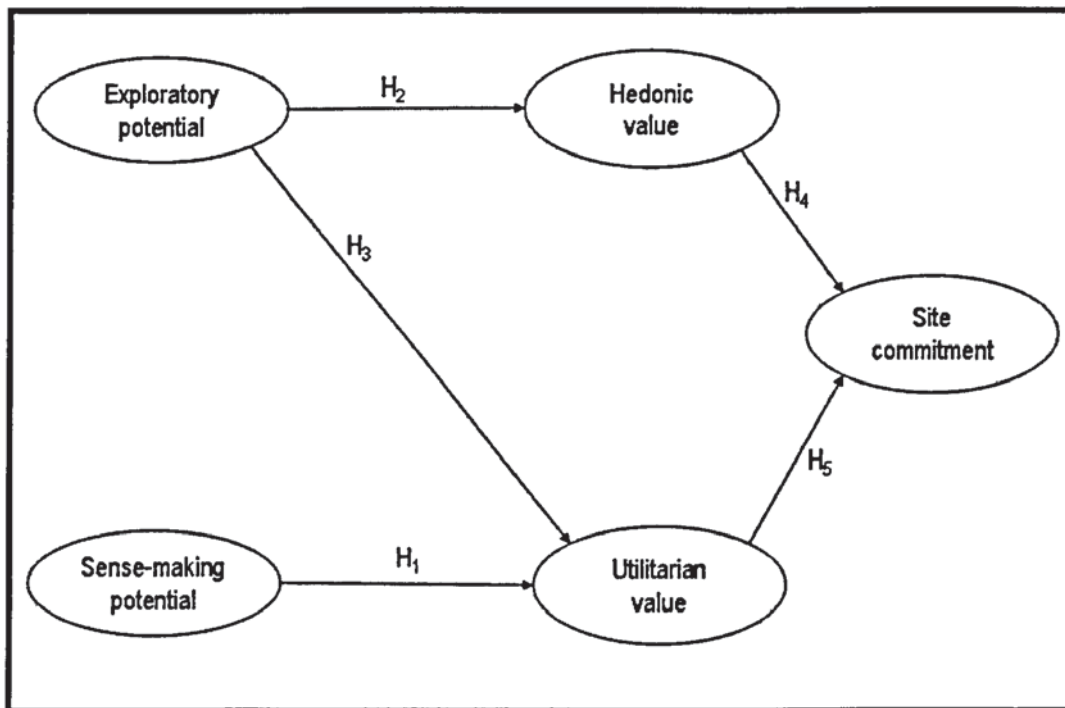 Exploratory
potential
H₂
Hedonic
value
H₄
H₃
Site
commitment
H₅
Sense-making
potential
H₁
Utilitarian
value